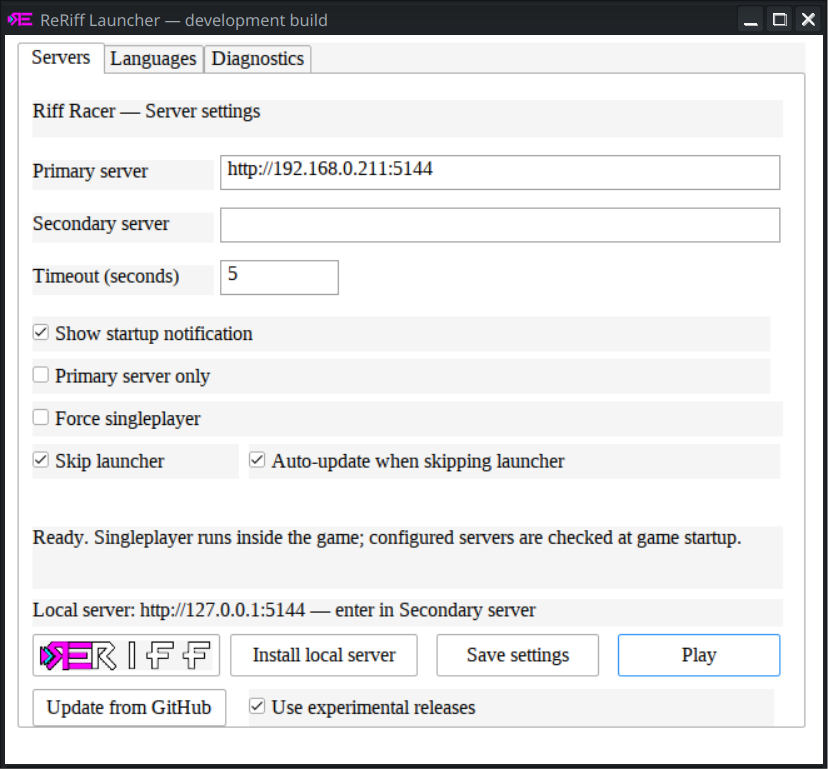 ReRiff Launcher — development build
Servers Languages Diagnostics
Riff Racer — Server settings
Primary server http://192.168.0.211:5144
Secondary server
Timeout (seconds) 5
Show startup notification
Primary server only
Force singleplayer
Skip launcher Auto-update when skipping launcher
Ready. Singleplayer runs inside the game; configured servers are checked at game startup.
Local server: http://127.0.0.1:5144 — enter in Secondary server
RERIFF Install local server Save settings Play
Update from GitHub Use experimental releases